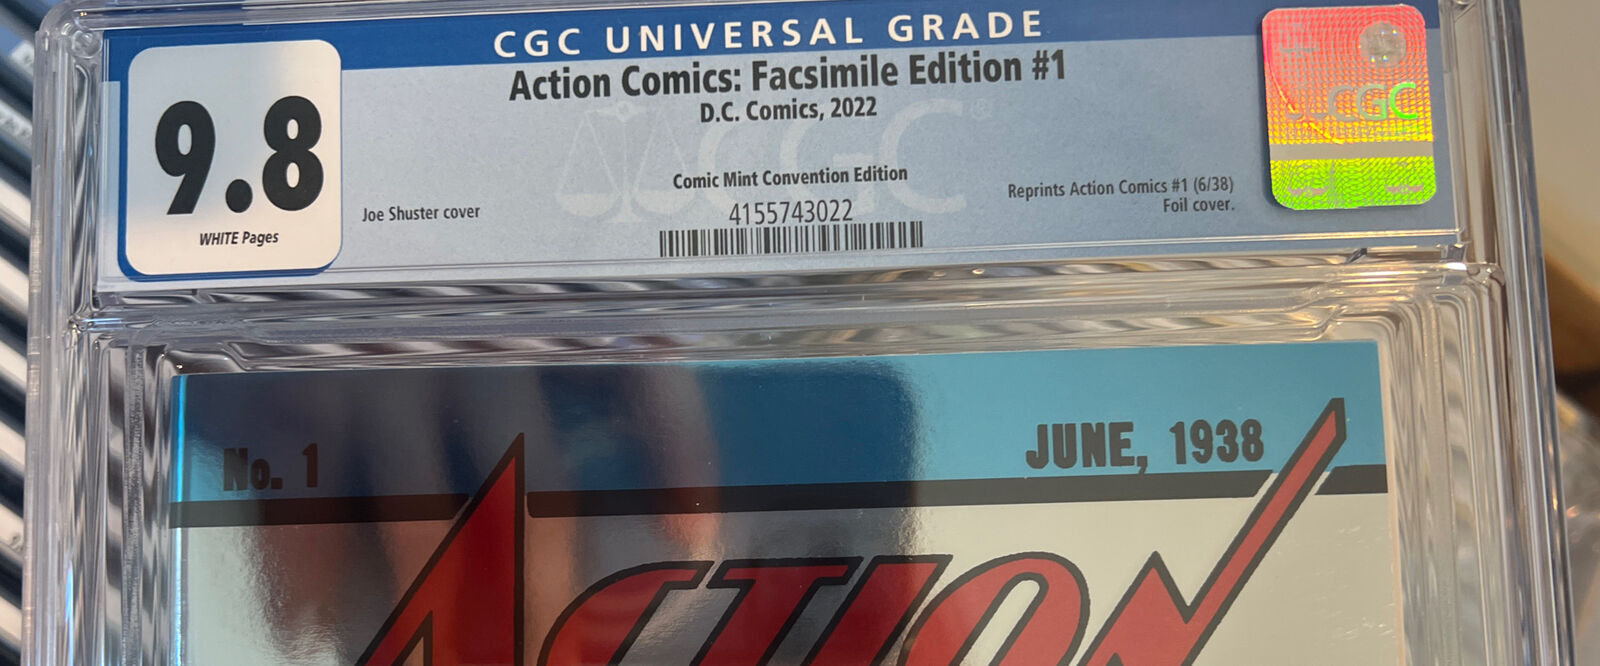 CGC UNIVERSAL GRADE
9.8
WHITE Pages
Action Comics: Facsimile Edition #1
D.C. Comics, 2022
Comic Mint Convention Edition
4155743022
Joe Shuster cover
Reprints Action Comics #1 (6/38)
Foil cover.
CGC
CGC
No. 1
JUNE, 1938
ACTION